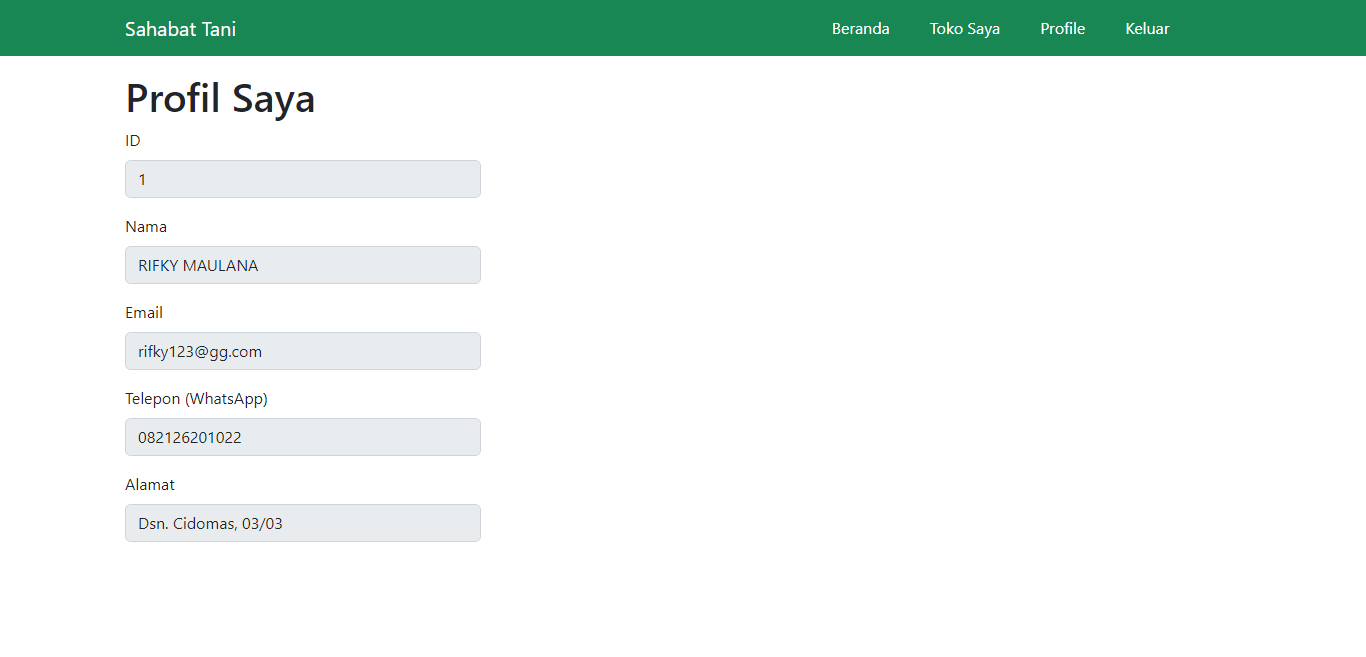 Sahabat Tani Beranda Toko Saya Profile Keluar
Profil Saya
ID
1
Nama
RIFKY MAULANA
Email
rifky123@gg.com
Telepon (WhatsApp)
082126201022
Alamat
Dsn. Cidomas, 03/03